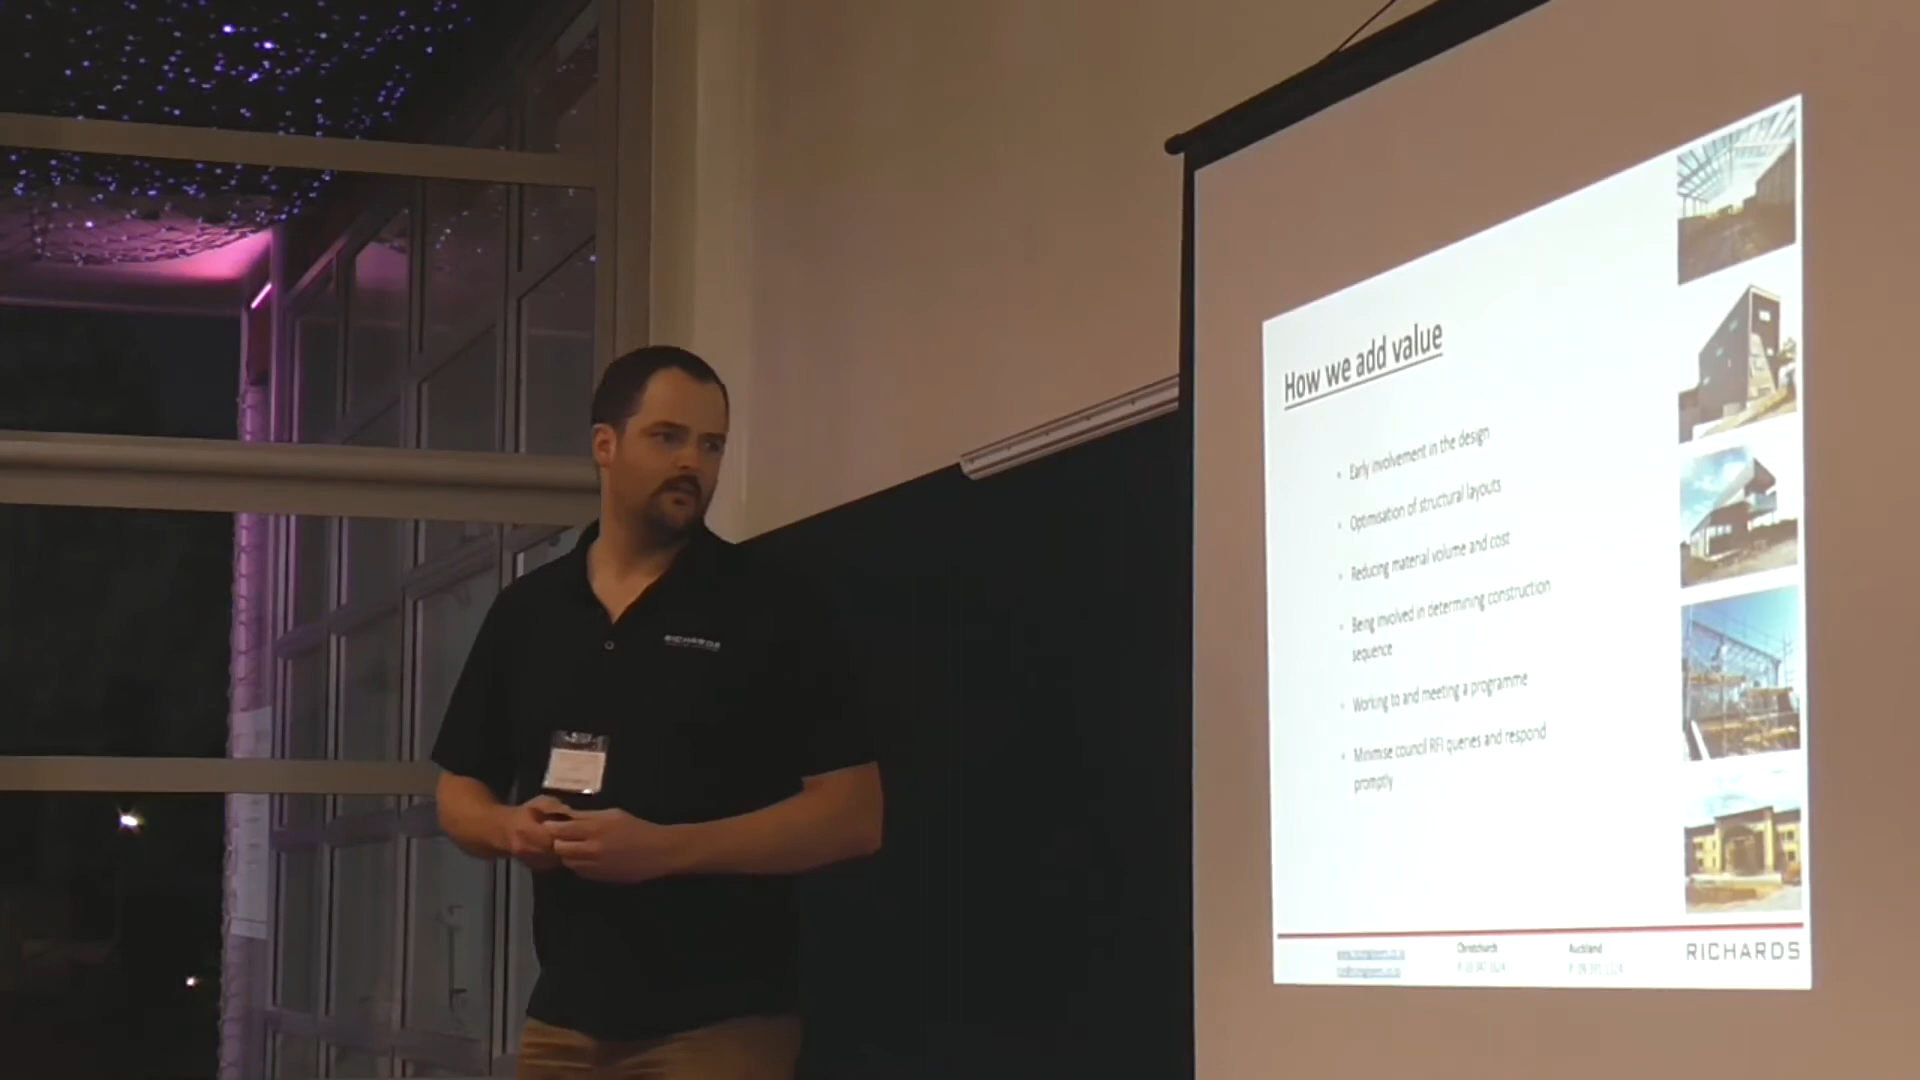 How we add value
• Early involvement in the design
• Optimisation of structural layouts
• Reducing material volume and cost
• Being involved in determining construction
sequence
• Working to and meeting a programme
• Minimise council RFI queries and respond
promptly
Christchurch
Auckland
RICHARDS
RICHARDS